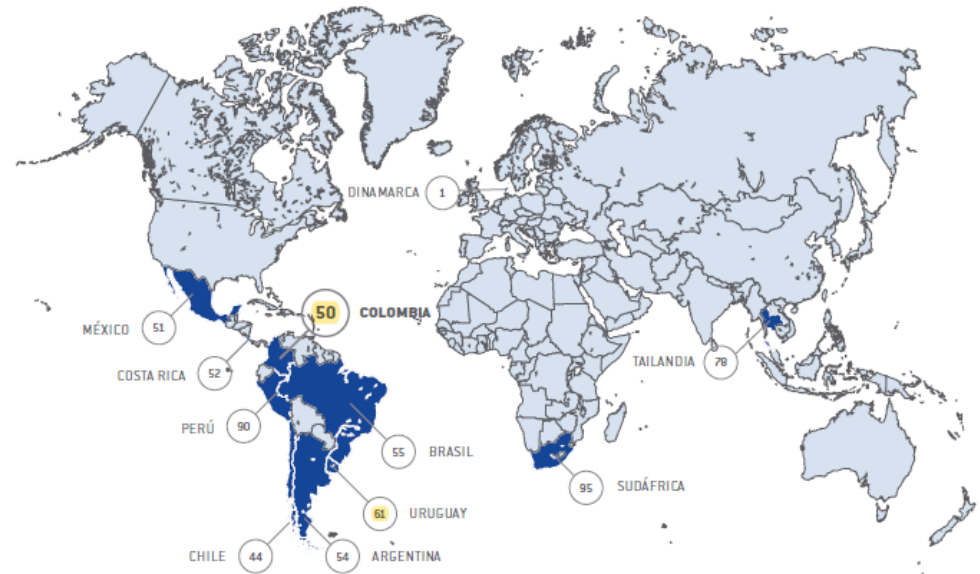 DINAMARCA 1
50 COLOMBIA
MÉXICO 51
COSTA RICA 52
TAILANDIA 78
PERÚ 90
55 BRASIL
95 SUDÁFRICA
61 URUGUAY
CHILE 44
54 ARGENTINA